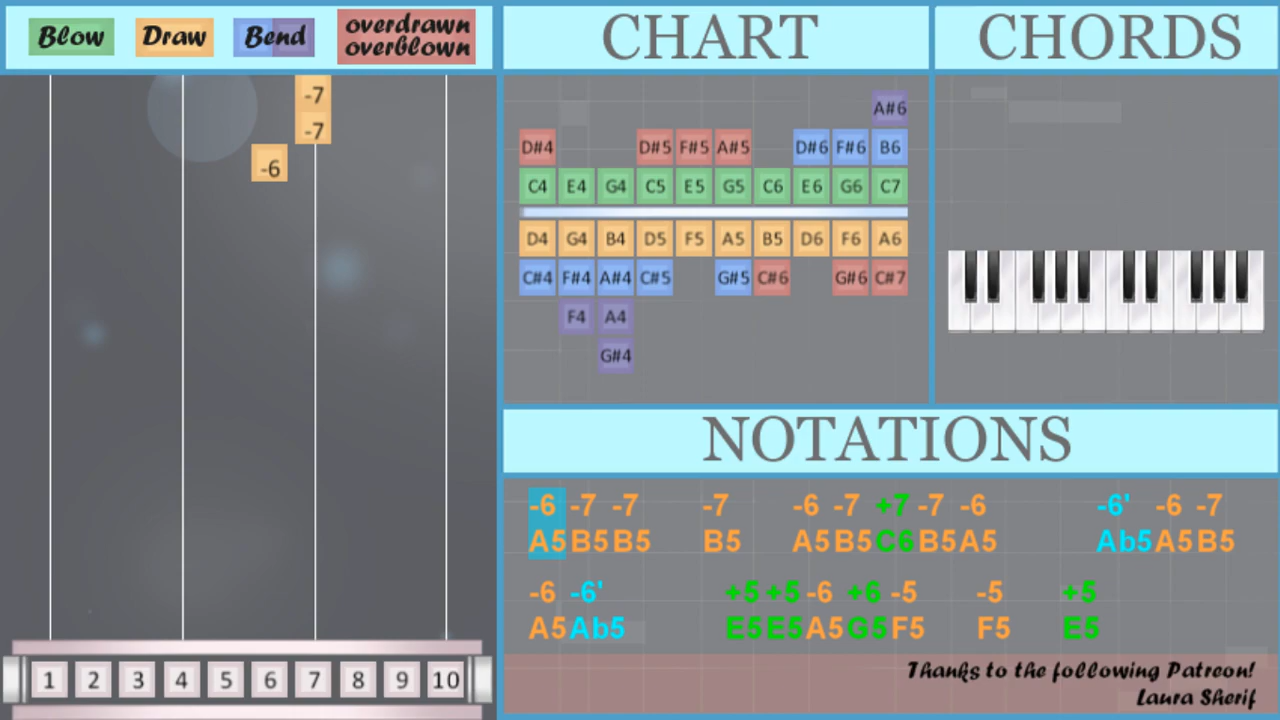 Blow Draw Bend overdrawn
overblown
CHART
CHORDS
-7
-7
-6
A#6
D#4 D#5 F#5 A#5 D#6 F#6 B6
C4 E4 G4 C5 E5 G5 C6 E6 G6 C7
D4 G4 B4 D5 F5 A5 B5 D6 F6 A6
C#4 F#4 A#4 C#5 G#5 C#6 G#6 C#7
F4 A4
G#4
NOTATIONS
-6 -7 -7 -7 -6 -7 +7 -7 -6 -6' -6 -7
A5 B5 B5 B5 A5 B5 C6 B5 A5 Ab5 A5 B5
-6 -6' +5 +5 -6 +6 -5 -5 +5
A5 Ab5 E5 E5 A5 G5 F5 F5 E5
1 2 3 4 5 6 7 8 9 10
Thanks to the following Patreon!
Laura Sherif